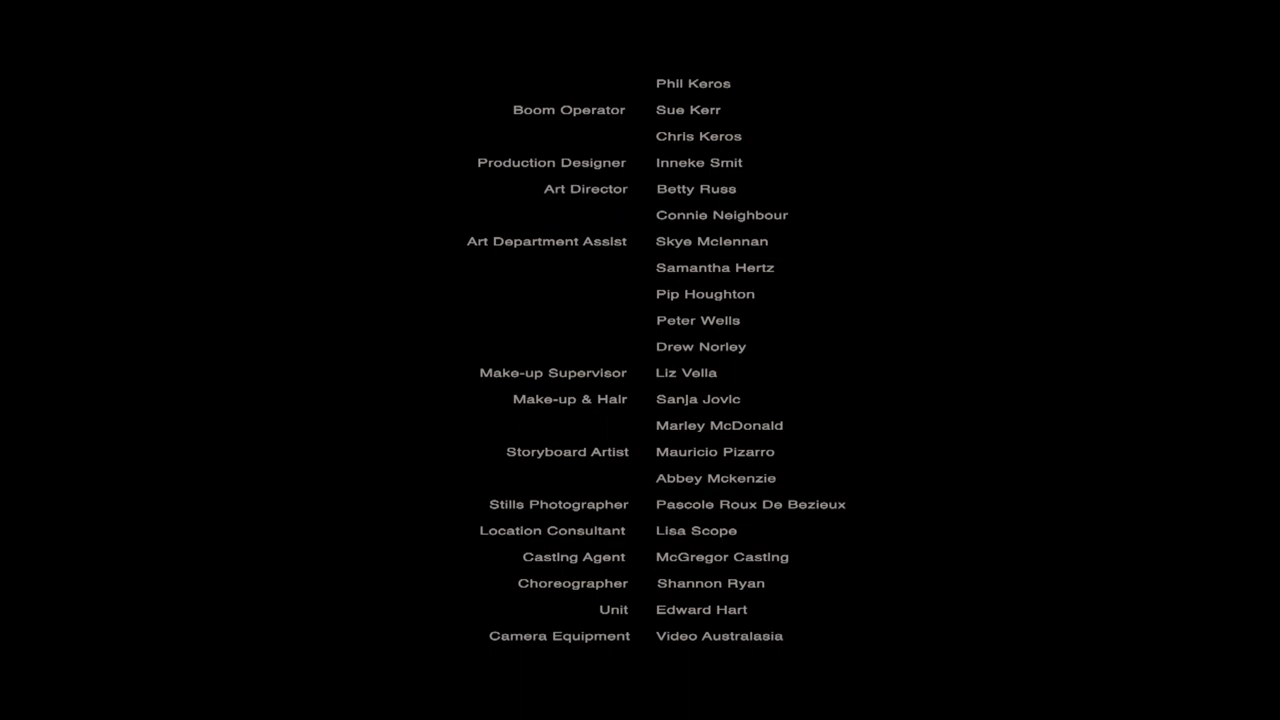 Phil Keros
Boom Operator Sue Kerr
Chris Keros
Production Designer Inneke Smit
Art Director Betty Russ
Connie Neighbour
Art Department Assist Skye Mclennan
Samantha Hertz
Pip Houghton
Peter Wells
Drew Norley
Make-up Supervisor Liz Vella
Make-up & Hair Sanja Jovic
Marley McDonald
Storyboard Artist Mauricio Pizarro
Abbey Mckenzie
Stills Photographer Pascole Roux De Bezieux
Location Consultant Lisa Scope
Casting Agent McGregor Casting
Choreographer Shannon Ryan
Unit Edward Hart
Camera Equipment Video Australasia